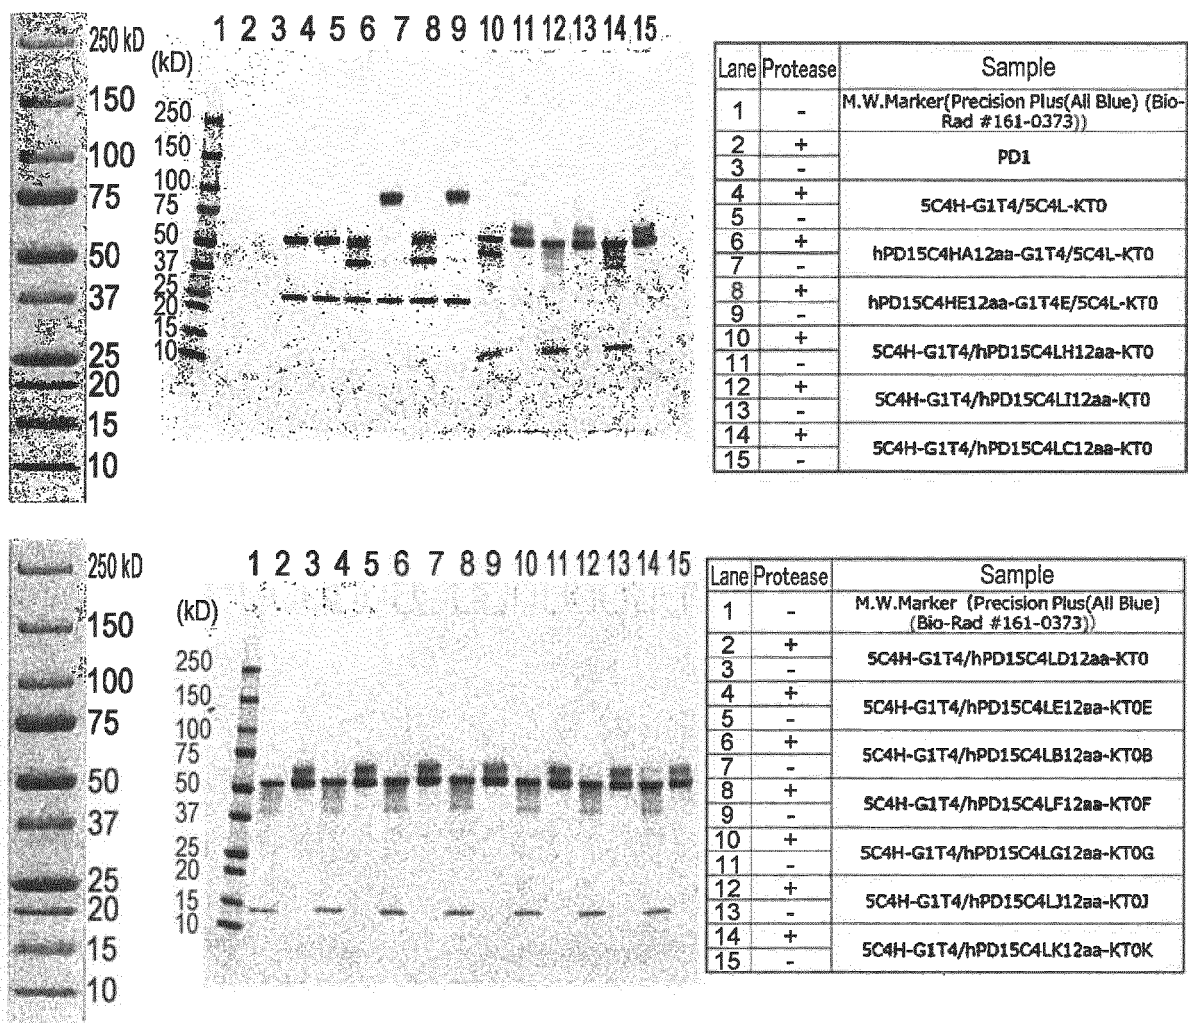 250 kD
150
100
75
50
37
25
20
15
10
1 2 3 4 5 6 7 8 9 10 11 12 13 14 15
(kD)
250
150
100
75
50
37
25
20
15
10
Lane Protease Sample
1 - M.W.Marker(Precision Plus(All Blue) (Bio-
Rad #161-0373))
2 +
PD1
3 -
4 +
5C4H-G1T4/5C4L-KT0
5 -
6 +
hPD15C4HA12aa-G1T4/5C4L-KT0
7 -
8 +
hPD15C4HE12aa-G1T4E/5C4L-KT0
9 -
10 +
5C4H-G1T4/hPD15C4LH12aa-KT0
11 -
12 +
5C4H-G1T4/hPD15C4LI12aa-KT0
13 -
14 +
5C4H-G1T4/hPD15C4LC12aa-KT0
15 -
250 kD
150
100
75
50
37
25
20
15
10
1 2 3 4 5 6 7 8 9 10 11 12 13 14 15
(kD)
250
150
100
75
50
37
25
20
15
10
Lane Protease Sample
1 - M.W.Marker (Precision Plus(All Blue)
(Bio-Rad #161-0373))
2 +
5C4H-G1T4/hPD15C4LD12aa-KT0
3 -
4 +
5C4H-G1T4/hPD15C4LE12aa-KT0E
5 -
6 +
5C4H-G1T4/hPD15C4LB12aa-KT0B
7 -
8 +
5C4H-G1T4/hPD15C4LF12aa-KT0F
9 -
10 +
5C4H-G1T4/hPD15C4LG12aa-KT0G
11 -
12 +
5C4H-G1T4/hPD15C4LJ12aa-KT0J
13 -
14 +
5C4H-G1T4/hPD15C4LK12aa-KT0K
15 -